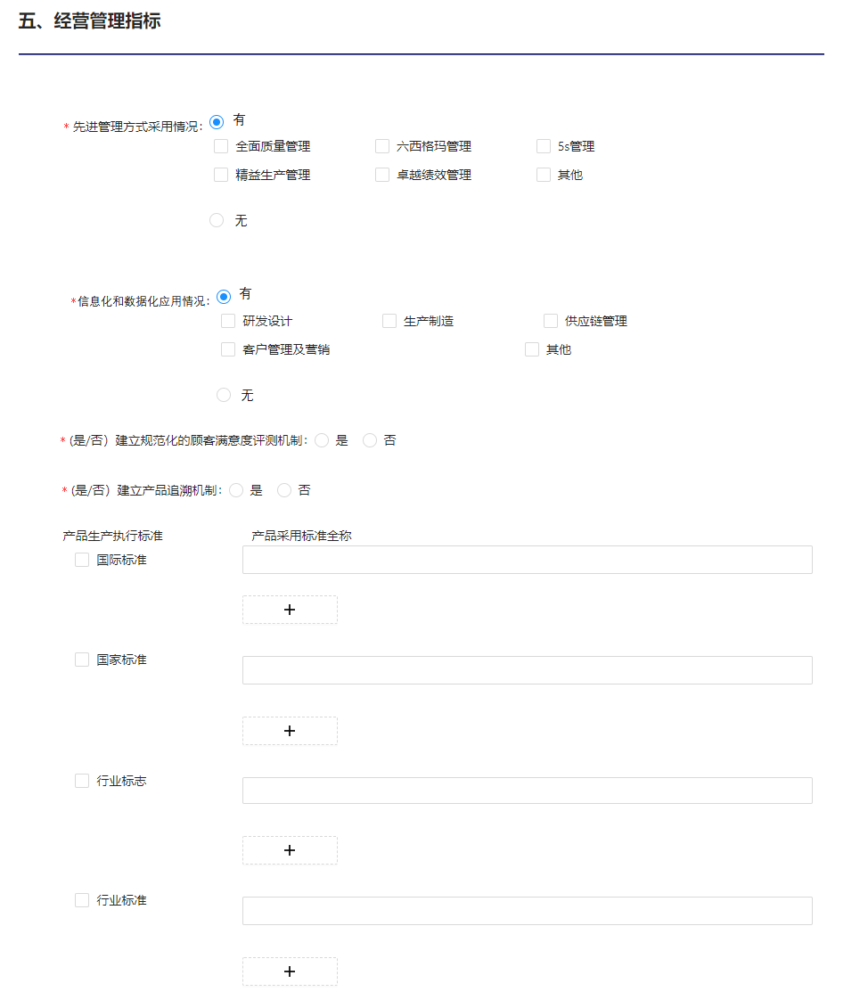 五、经营管理指标
* 先进管理方式采用情况: 有
全面质量管理 六西格玛管理 5s管理
精益生产管理 卓越绩效管理 其他
无
*信息化和数据化应用情况: 有
研发设计 生产制造 供应链管理
客户管理及营销 其他
无
* (是/否）建立规范化的顾客满意度评测机制: 是 否
* (是/否）建立产品追溯机制: 是 否
产品生产执行标准 产品采用标准全称
国际标准
+
国家标准
+
行业标志
+
行业标准
+